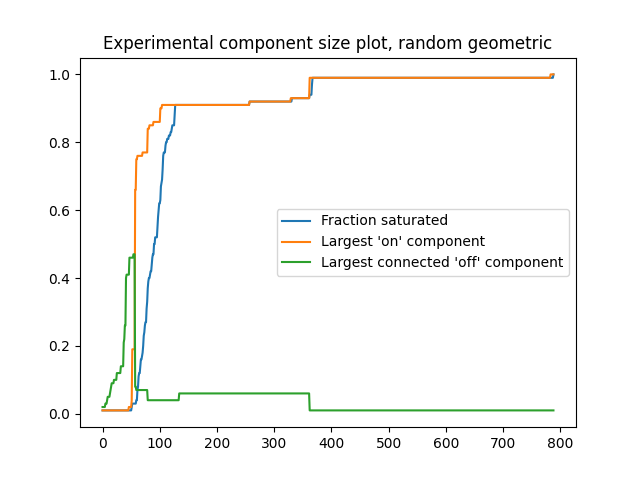 Experimental component size plot, random geometric
1.0
0.8
0.6
0.4
0.2
0.0
Fraction saturated
Largest 'on' component
Largest connected 'off' component
0 100 200 300 400 500 600 700 800